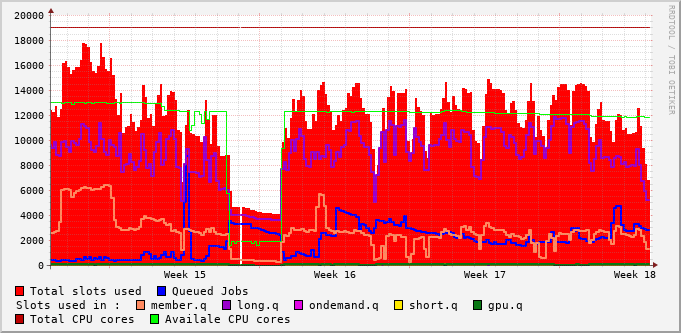 20000
18000
16000
14000
12000
10000
8000
6000
4000
2000
0
RRDTOOL / TOBI OETIKER
Week 15 Week 16 Week 17 Week 18
Total slots used Queued Jobs
Slots used in : member.q long.q ondemand.q short.q gpu.q
Total CPU cores Availale CPU cores